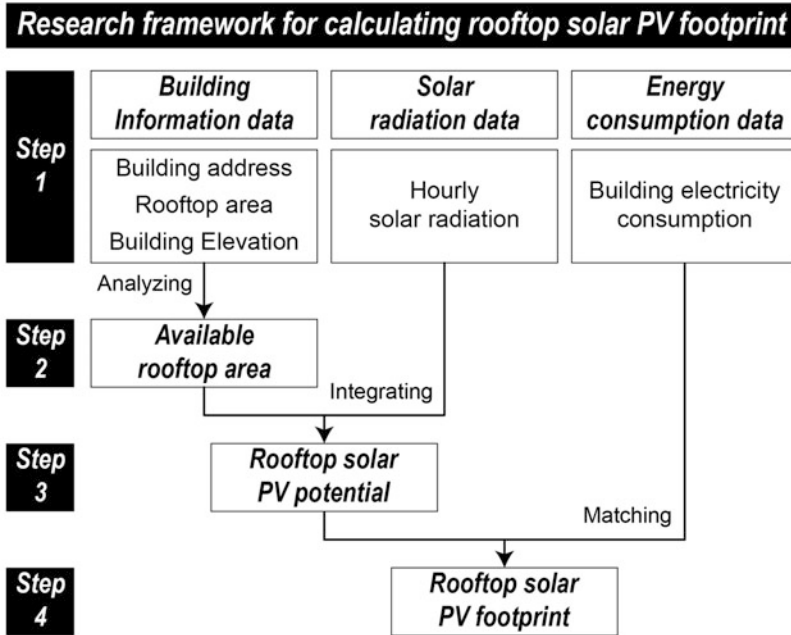 Research framework for calculating rooftop solar PV footprint
Step
1
Building
Information data
Solar
radiation data
Energy
consumption data
Building address
Rooftop area
Building Elevation
Hourly
solar radiation
Building electricity
consumption
Analyzing
Step
2
Available
rooftop area
Integrating
Step
3
Rooftop solar
PV potential
Matching
Step
4
Rooftop solar
PV footprint